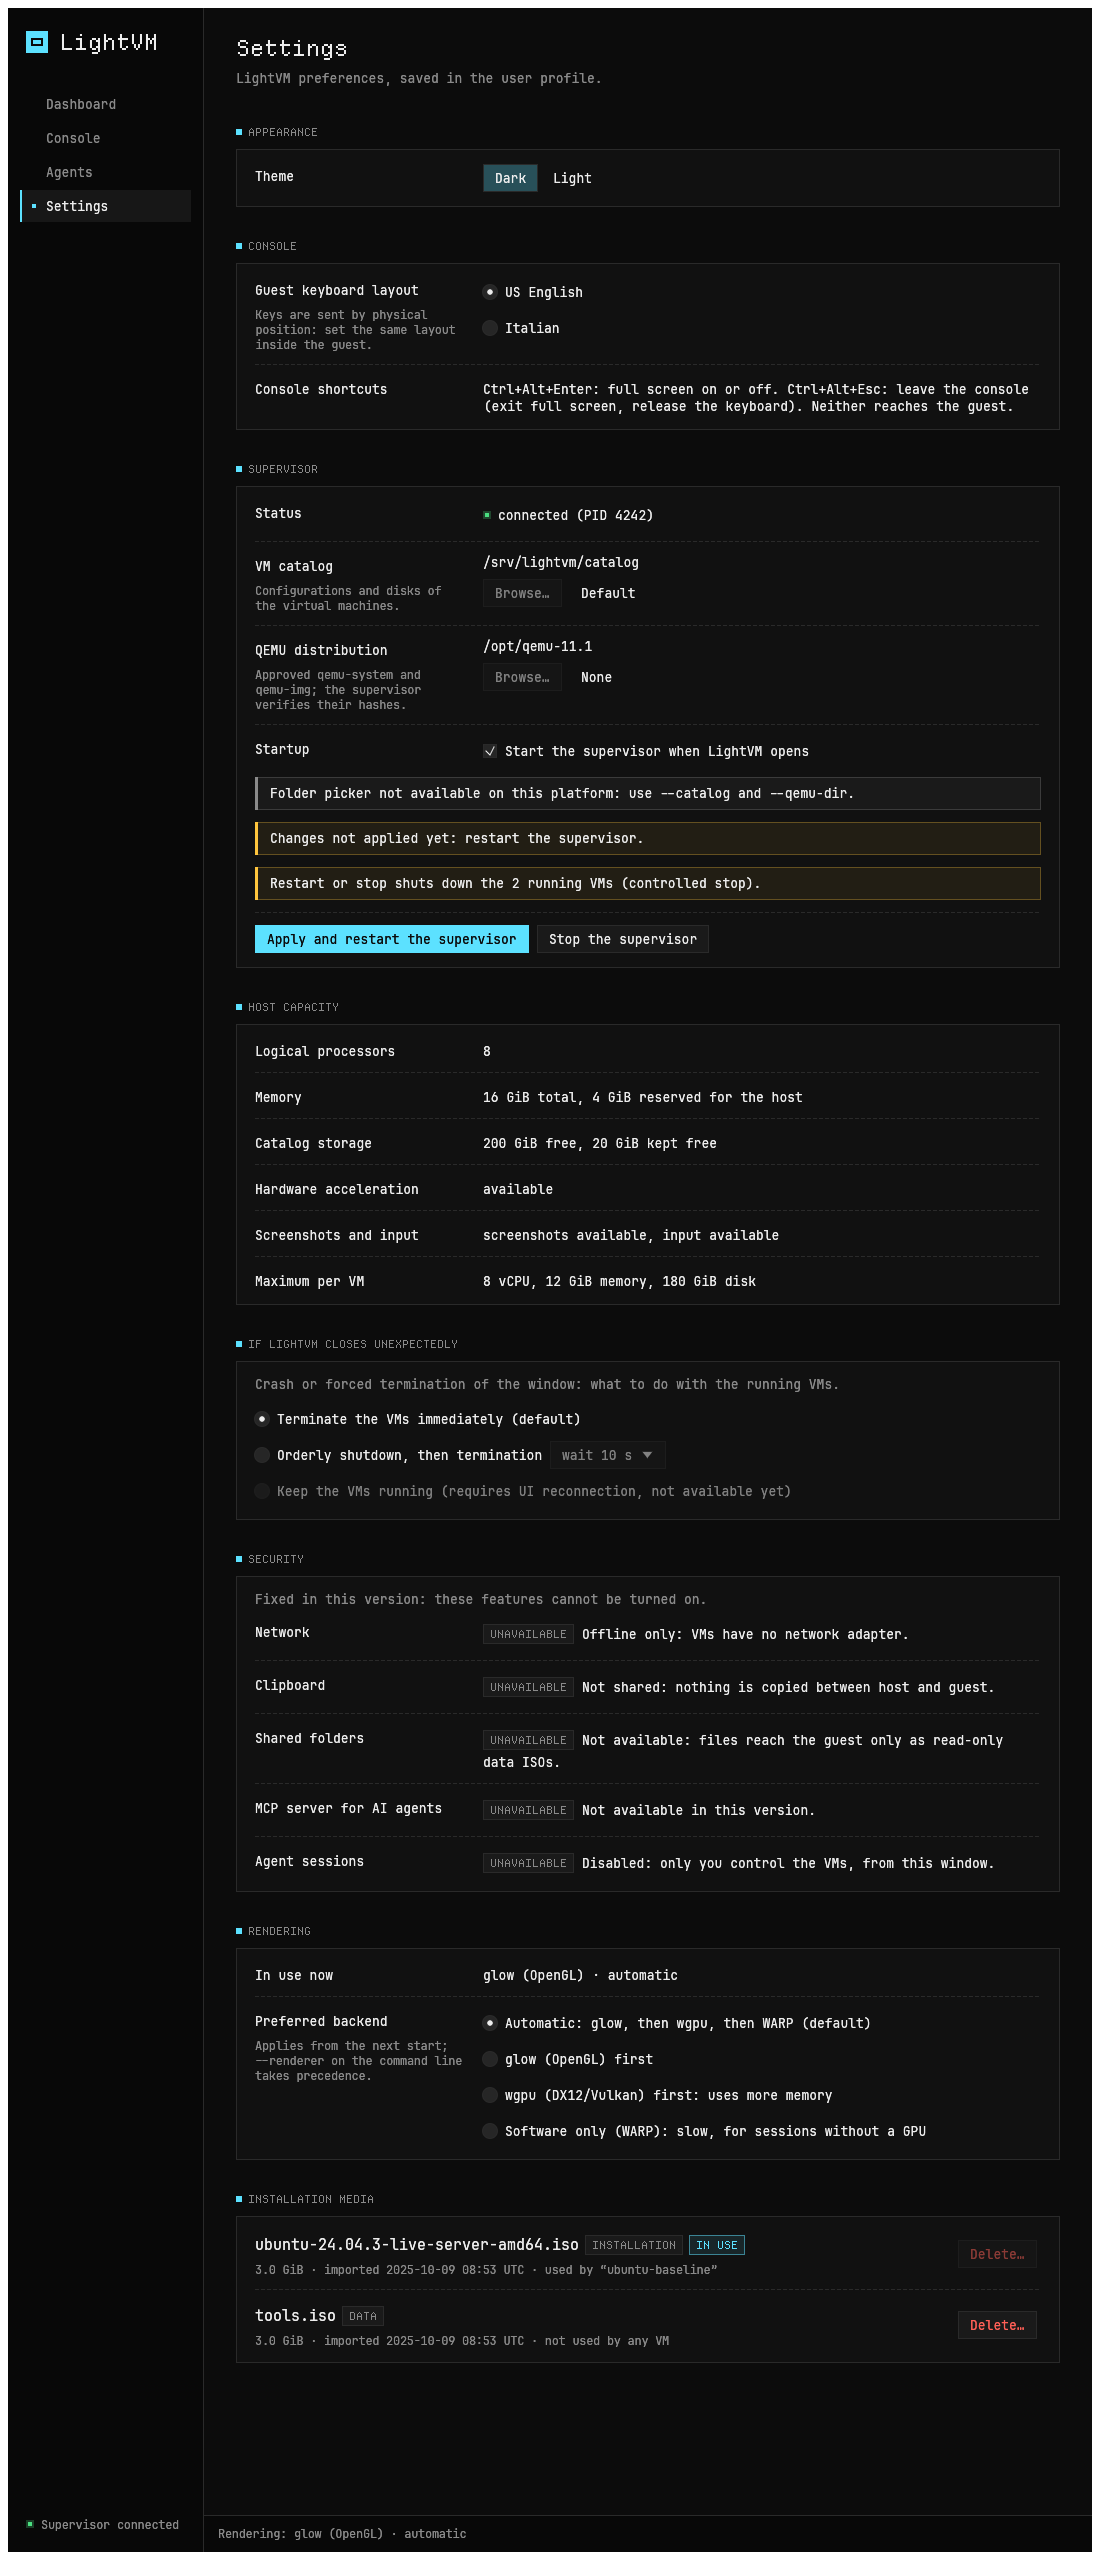 LightVM
Dashboard
Console
Agents
Settings
Supervisor connected
Settings
LightVM preferences, saved in the user profile.
APPEARANCE
Theme
Dark Light
CONSOLE
Guest keyboard layout
Keys are sent by physical
position: set the same layout
inside the guest.
US English
Italian
Console shortcuts
Ctrl+Alt+Enter: full screen on or off. Ctrl+Alt+Esc: leave the console
(exit full screen, release the keyboard). Neither reaches the guest.
SUPERVISOR
Status
connected (PID 4242)
VM catalog
Configurations and disks of
the virtual machines.
/srv/lightvm/catalog
Browse… Default
QEMU distribution
Approved qemu-system and
qemu-img; the supervisor
verifies their hashes.
/opt/qemu-11.1
Browse… None
Startup
Start the supervisor when LightVM opens
Folder picker not available on this platform: use --catalog and --qemu-dir.
Changes not applied yet: restart the supervisor.
Restart or stop shuts down the 2 running VMs (controlled stop).
Apply and restart the supervisor Stop the supervisor
HOST CAPACITY
Logical processors 8
Memory 16 GiB total, 4 GiB reserved for the host
Catalog storage 200 GiB free, 20 GiB kept free
Hardware acceleration available
Screenshots and input screenshots available, input available
Maximum per VM 8 vCPU, 12 GiB memory, 180 GiB disk
IF LIGHTVM CLOSES UNEXPECTEDLY
Crash or forced termination of the window: what to do with the running VMs.
Terminate the VMs immediately (default)
Orderly shutdown, then termination wait 10 s
Keep the VMs running (requires UI reconnection, not available yet)
SECURITY
Fixed in this version: these features cannot be turned on.
Network UNAVAILABLE Offline only: VMs have no network adapter.
Clipboard UNAVAILABLE Not shared: nothing is copied between host and guest.
Shared folders UNAVAILABLE Not available: files reach the guest only as read-only
data ISOs.
MCP server for AI agents UNAVAILABLE Not available in this version.
Agent sessions UNAVAILABLE Disabled: only you control the VMs, from this window.
RENDERING
In use now glow (OpenGL) · automatic
Preferred backend
Applies from the next start;
--renderer on the command line
takes precedence.
Automatic: glow, then wgpu, then WARP (default)
glow (OpenGL) first
wgpu (DX12/Vulkan) first: uses more memory
Software only (WARP): slow, for sessions without a GPU
INSTALLATION MEDIA
ubuntu-24.04.3-live-server-amd64.iso INSTALLATION IN USE
3.0 GiB · imported 2025-10-09 08:53 UTC · used by “ubuntu-baseline”
Delete…
tools.iso DATA
3.0 GiB · imported 2025-10-09 08:53 UTC · not used by any VM
Delete…
Rendering: glow (OpenGL) · automatic